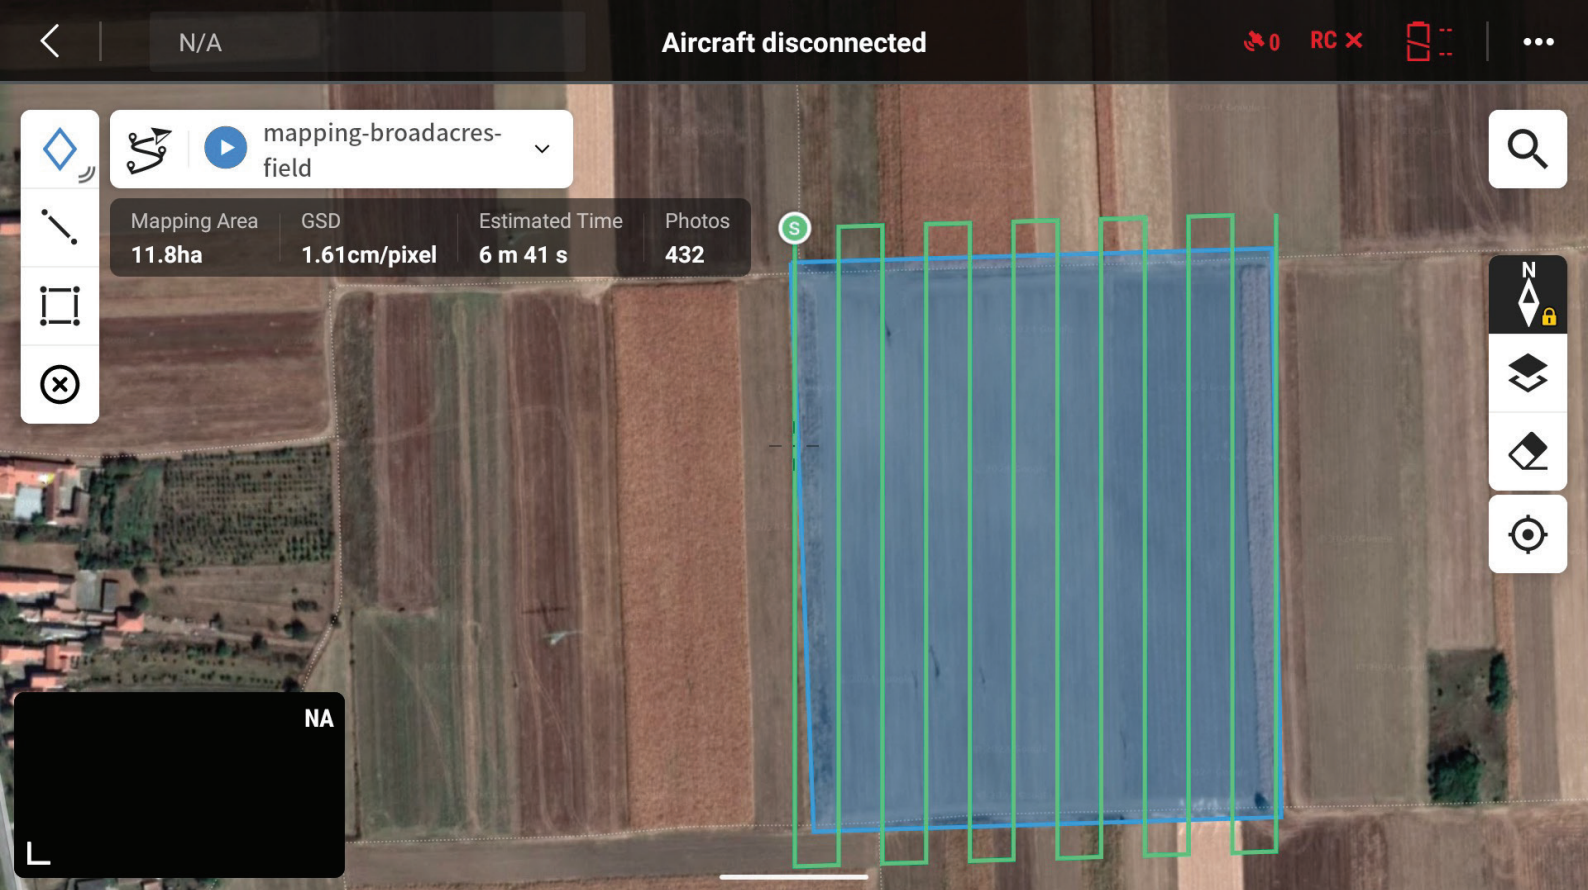 N/A
Aircraft disconnected
0
RC
--
--
mapping-broadacres-
field
Mapping Area
GSD
Estimated Time
Photos
11.8ha
1.61cm/pixel
6 m 41 s
432
S
N
NA